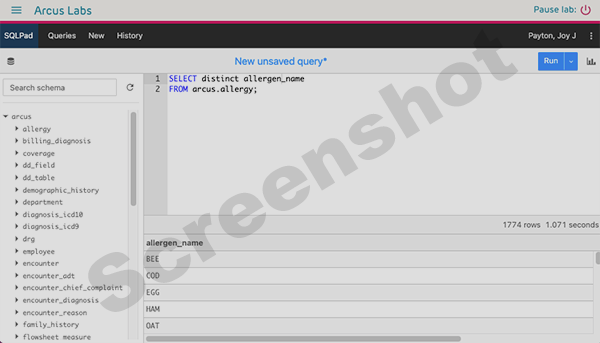 Arcus Labs
Pause lab:
SQLPad Queries New History Payton, Joy J
New unsaved query*
Run
Search schema
arcus
allergy
billing_diagnosis
coverage
dd_field
dd_table
demographic_history
department
diagnosis_icd10
diagnosis_icd9
drg
employee
encounter
encounter_adt
encounter_chief_complaint
encounter_diagnosis
encounter_reason
family_history
flowsheet_measure
1 SELECT distinct allergen_name
2 FROM arcus.allergy;
1774 rows 1.071 seconds
allergen_name
BEE
COD
EGG
HAM
OAT
Screenshot